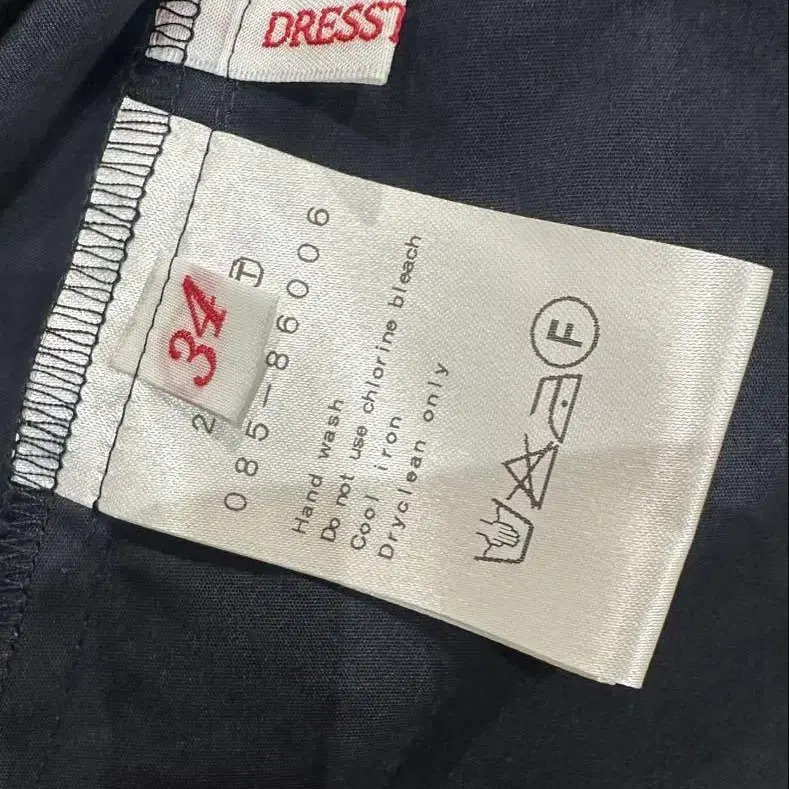 DRESST
34
2
T
085-86006
Hand wash
Do not use chlorine bleach
Cool iron
Dryclean only
F